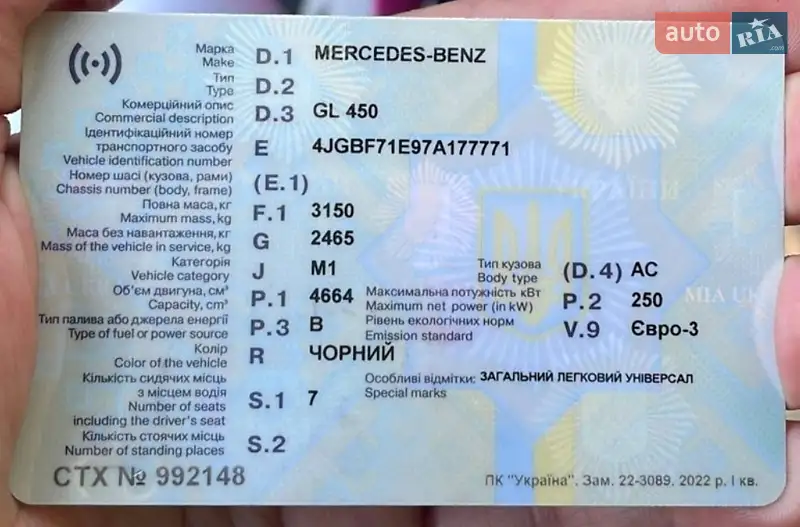 auto RIA.com
Марка
Make D.1 MERCEDES-BENZ
Тип
Type D.2
Комерційний опис
Commercial description D.3 GL 450
Ідентифікаційний номер
транспортного засобу
Vehicle identification number E 4JGBF71E97A177771
Номер шасі (кузова, рами)
Chassis number (body, frame) (E.1)
Повна маса, кг
Maximum mass, kg F.1 3150
Маса без навантаження, кг
Mass of the vehicle in service, kg G 2465
Категорія
Vehicle category J M1
Тип кузова
Body type (D.4) AC
Об'єм двигуна, см³
Capacity, cm³ P.1 4664
Максимальна потужність кВт
Maximum net power (in kW) P.2 250
Тип палива або джерела енергії
Type of fuel or power source P.3 B
Рівень екологічних норм
Emission standard V.9 Євро-3
Колір
Color of the vehicle R ЧОРНИЙ
Кількість сидячих місць
з місцем водія
Number of seats
including the driver's seat S.1 7
Особливі відмітки: ЗАГАЛЬНИЙ ЛЕГКОВИЙ УНІВЕРСАЛ
Special marks
Кількість стоячих місць
Number of standing places S.2
СТХ № 992148
ПК "Україна". Зам. 22-3089. 2022 р. I кв.